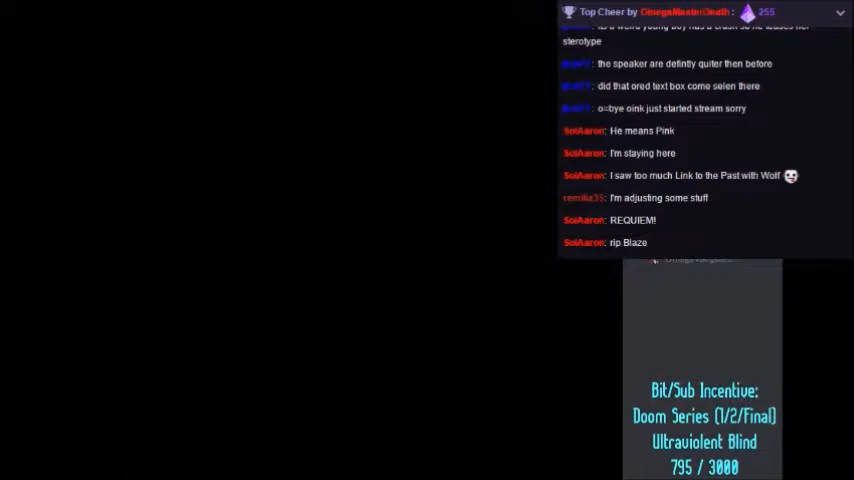 Top Cheer by OmegaMasterDeath : 255
sterotype
: the speaker are defintly quiter then before
: did that ored text box come selen there
: o=bye oink just started stream sorry
SolAaron: He means Pink
SolAaron: I'm staying here
SolAaron: I saw too much Link to the Past with Wolf
remilia35: I'm adjusting some stuff
SolAaron: REQUIEM!
SolAaron: rip Blaze
Bit/Sub Incentive:
Doom Series (1/2/Final)
Ultraviolent Blind
795 / 3000